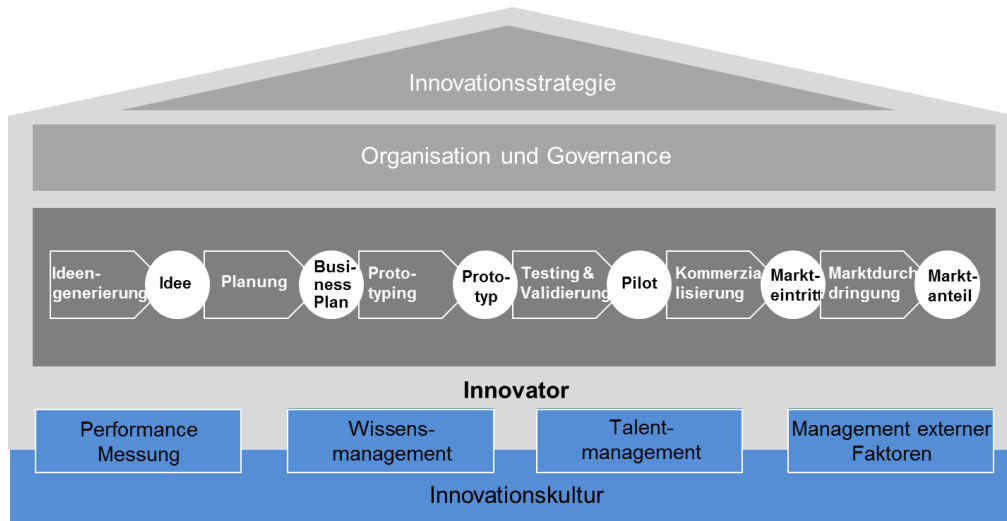 Innovationsstrategie
Organisation und Governance
Ideen-
generierung
Idee
Planung
Busi-
ness
Plan
Proto-
typing
Proto-
typ
Testing &
Validierung
Pilot
Kommerzia
lisierung
Markt-
eintritt
Marktdurch
dringung
Markt-
anteil
Innovator
Performance
Messung
Wissens-
management
Talent-
management
Management externer
Faktoren
Innovationskultur